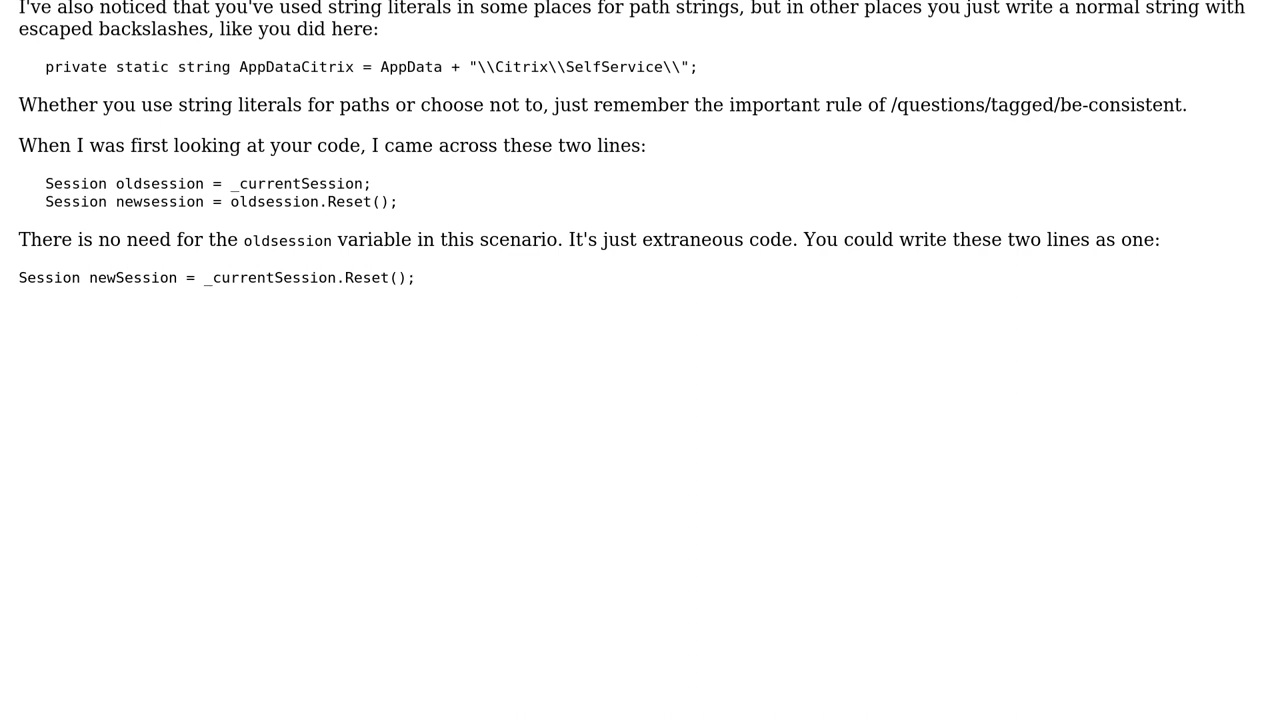 I've also noticed that you've used string literals in some places for path strings, but in other places you just write a normal string with
escaped backslashes, like you did here:
private static string AppDataCitrix = AppData + "\\Citrix\\SelfService\\";
Whether you use string literals for paths or choose not to, just remember the important rule of /questions/tagged/be-consistent.
When I was first looking at your code, I came across these two lines:
Session oldsession = _currentSession;
Session newsession = oldsession.Reset();
There is no need for the oldsession variable in this scenario. It's just extraneous code. You could write these two lines as one:
Session newSession = _currentSession.Reset();